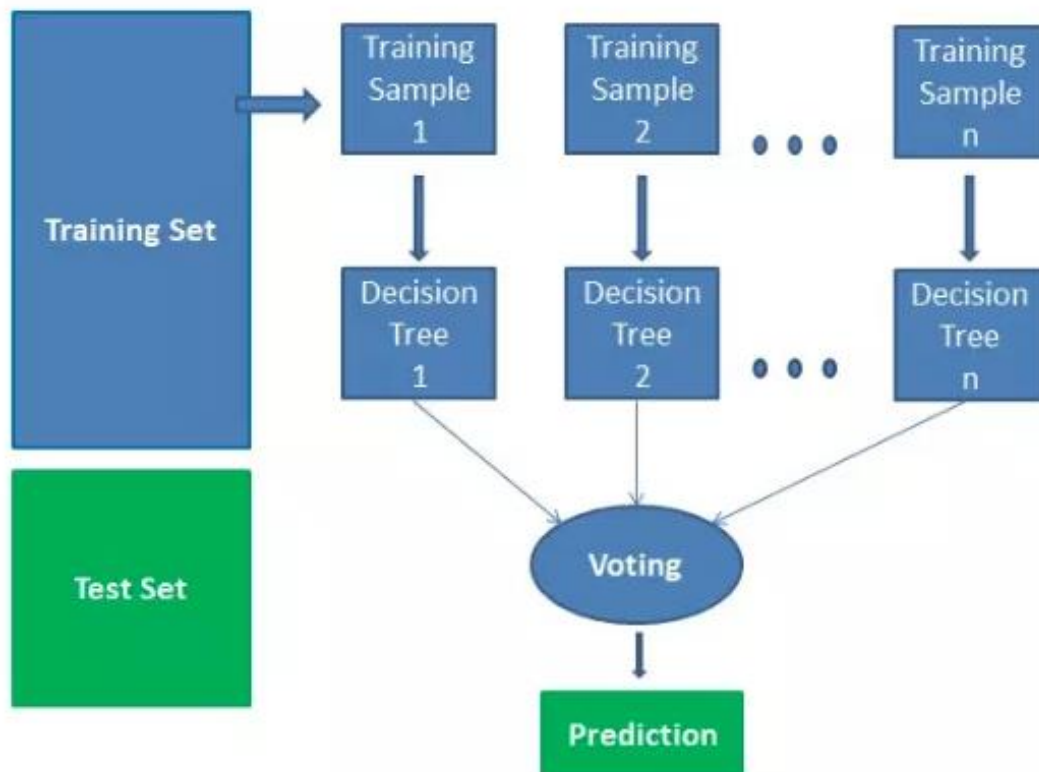 Training
Sample
1
Training
Sample
2
Training
Sample
n
Training Set
Decision
Tree
1
Decision
Tree
2
Decision
Tree
n
Test Set
Voting
Prediction